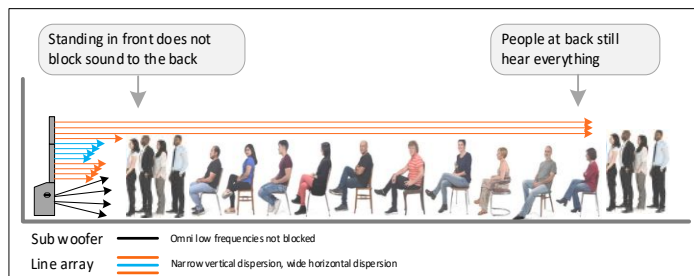 Standing in front does not
block sound to the back
People at back still
hear everything
Sub woofer
Omni low frequencies not blocked
Line array
Narrow vertical dispersion, wide horizontal dispersion